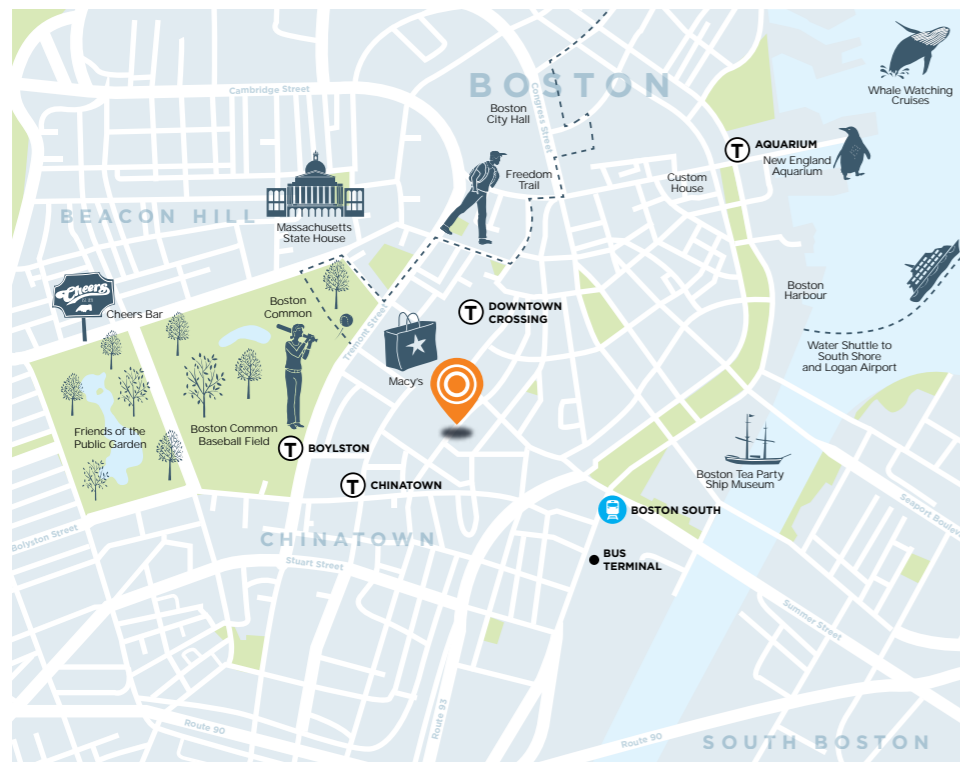 Whale Watching
Cruises
BOSTON
Cambridge Street
Congress Street
Boston
City Hall
T
AQUARIUM
New England
Aquarium
Freedom
Trail
Custom
House
BEACON HILL
Massachusetts
State House
Cheers
Cheers Bar
Boston
Common
Tremont Street
T
DOWNTOWN
CROSSING
Boston
Harbour
Water Shuttle to
South Shore
and Logan Airport
Macy's
Friends of the
Public Garden
Boston Common
Baseball Field
T
BOYLSTON
T
CHINATOWN
Boston Tea Party
Ship Museum
BOSTON SOUTH
Seaport Boulev
Bolyston Street
CHINATOWN
Stuart Street
BUS
TERMINAL
Summer Street
Route 90
Route 93
Route 90
SOUTH BOSTON